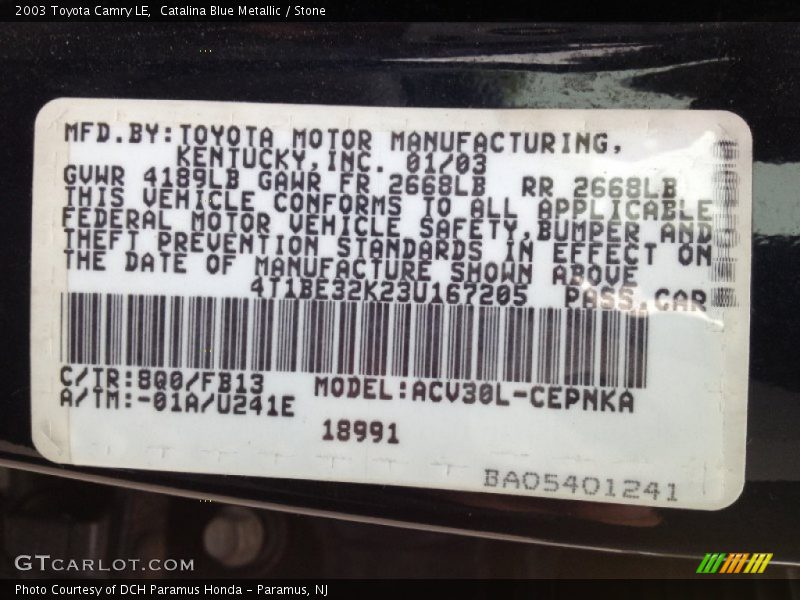 2003 Toyota Camry LE,  Catalina Blue Metallic / Stone
MFD.BY:TOYOTA MOTOR MANUFACTURING,
KENTUCKY,INC. 01/03
GVWR 4189LB GAWR FR 2668LB RR 2668LB
THIS VEHICLE CONFORMS TO ALL APPLICABLE
FEDERAL MOTOR VEHICLE SAFETY,BUMPER AND
THEFT PREVENTION STANDARDS IN EFFECT ON
THE DATE OF MANUFACTURE SHOWN ABOVE
4T1BE32K23U167205 PASS.CAR
C/TR:8Q0/FB13 MODEL:ACV30L-CEPNKA
A/TM:-01A/U241E
18991
BA05401241
GTCARLOT.COM
Photo Courtesy of DCH Paramus Honda - Paramus, NJ